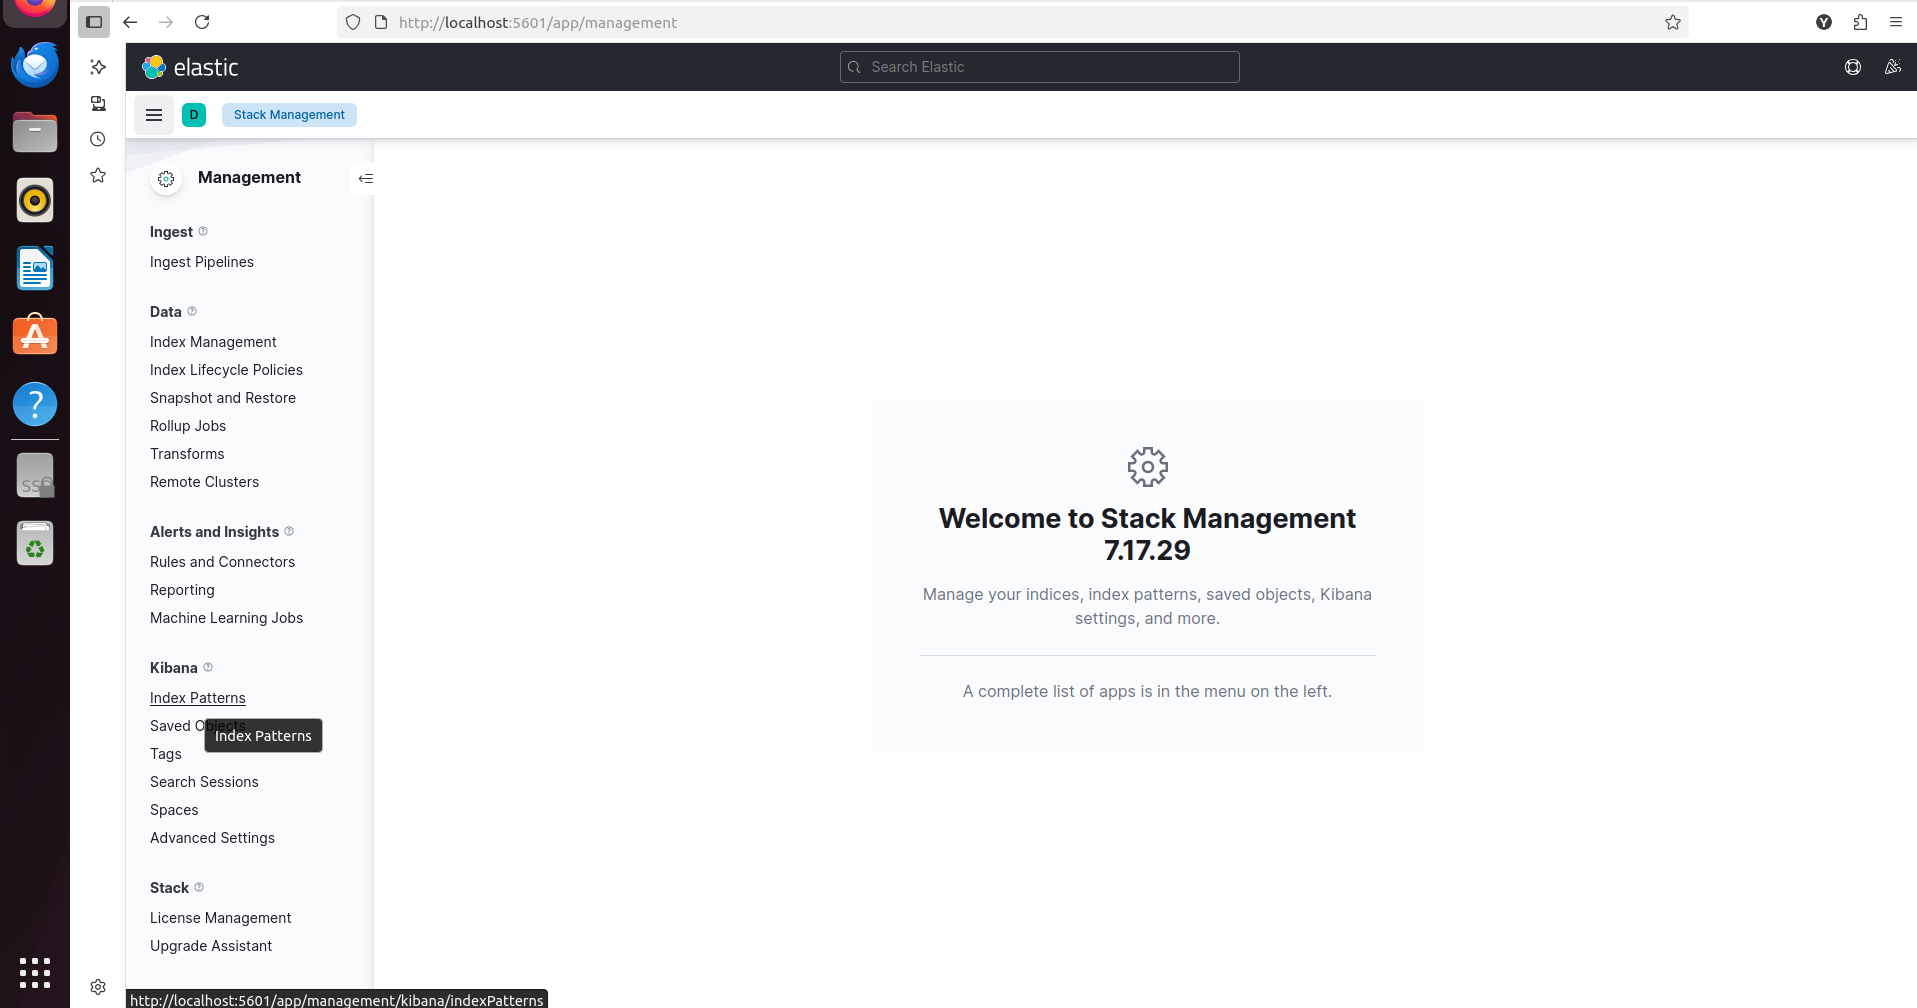 http://localhost:5601/app/management
Y
elastic
Search Elastic
D
Stack Management
Management
Ingest
Ingest Pipelines
Data
Index Management
Index Lifecycle Policies
Snapshot and Restore
Rollup Jobs
Transforms
Remote Clusters
Alerts and Insights
Rules and Connectors
Reporting
Machine Learning Jobs
Kibana
Index Patterns
Saved Objects
Index Patterns
Tags
Search Sessions
Spaces
Advanced Settings
Stack
License Management
Upgrade Assistant
Welcome to Stack Management
7.17.29
Manage your indices, index patterns, saved objects, Kibana
settings, and more.
A complete list of apps is in the menu on the left.
http://localhost:5601/app/management/kibana/indexPatterns